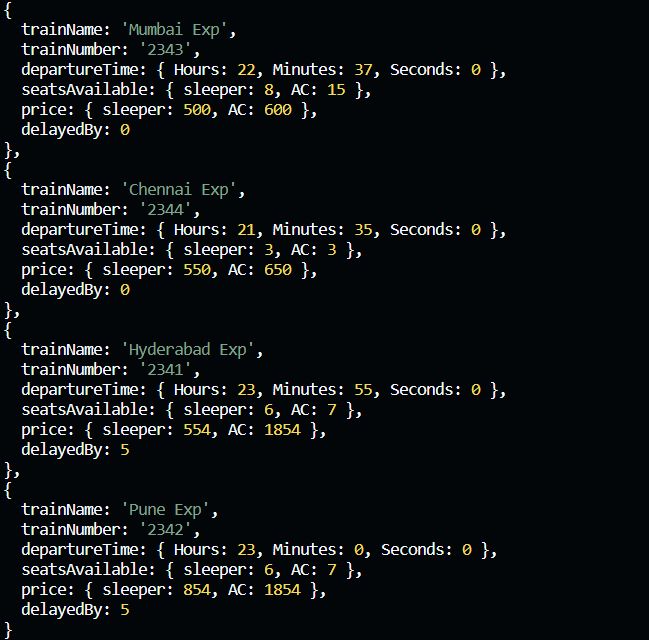 {
  trainName: 'Mumbai Exp',
  trainNumber: '2343',
  departureTime: { Hours: 22, Minutes: 37, Seconds: 0 },
  seatsAvailable: { sleeper: 8, AC: 15 },
  price: { sleeper: 500, AC: 600 },
  delayedBy: 0
},
{
  trainName: 'Chennai Exp',
  trainNumber: '2344',
  departureTime: { Hours: 21, Minutes: 35, Seconds: 0 },
  seatsAvailable: { sleeper: 3, AC: 3 },
  price: { sleeper: 550, AC: 650 },
  delayedBy: 0
},
{
  trainName: 'Hyderabad Exp',
  trainNumber: '2341',
  departureTime: { Hours: 23, Minutes: 55, Seconds: 0 },
  seatsAvailable: { sleeper: 6, AC: 7 },
  price: { sleeper: 554, AC: 1854 },
  delayedBy: 5
},
{
  trainName: 'Pune Exp',
  trainNumber: '2342',
  departureTime: { Hours: 23, Minutes: 0, Seconds: 0 },
  seatsAvailable: { sleeper: 6, AC: 7 },
  price: { sleeper: 854, AC: 1854 },
  delayedBy: 5
}